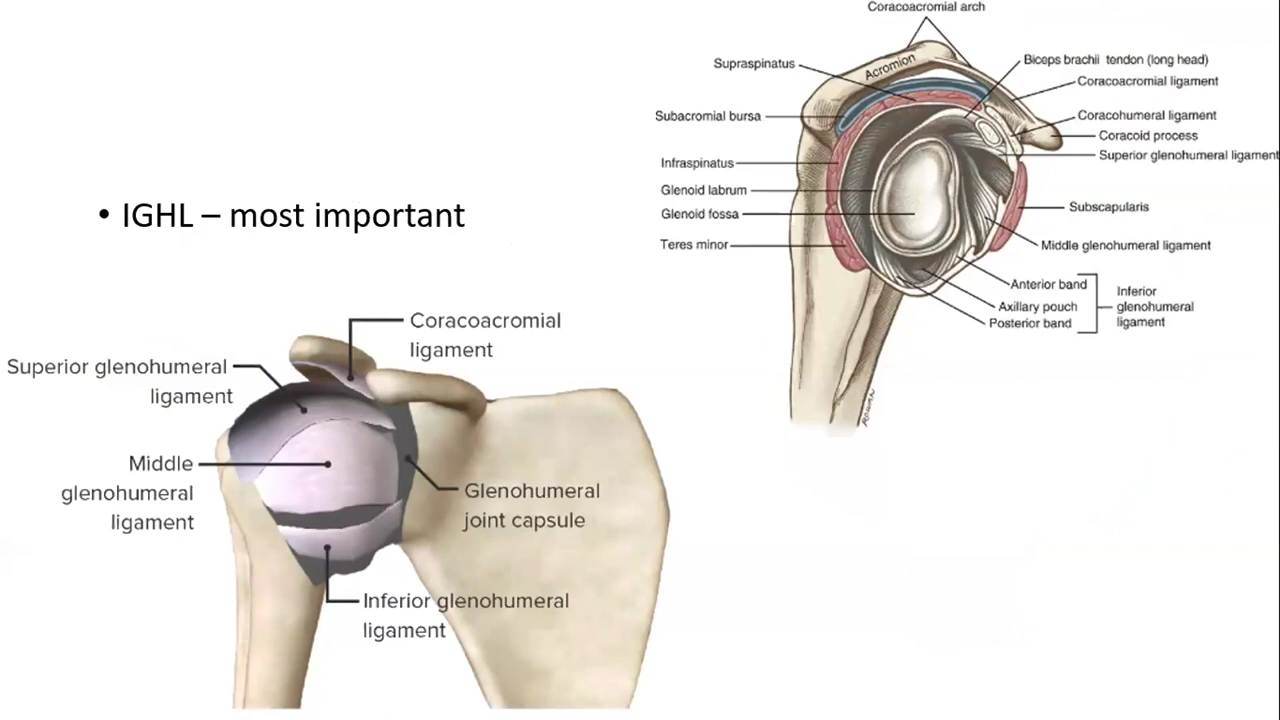 • IGHL – most important
Coracoacromial arch
Supraspinatus
Acromion
Biceps brachii tendon (long head)
Coracoacromial ligament
Subacromial bursa
Coracohumeral ligament
Coracoid process
Superior glenohumeral ligament
Infraspinatus
Glenoid labrum
Glenoid fossa
Teres minor
Subscapularis
Middle glenohumeral ligament
Anterior band
Axillary pouch
Posterior band
Inferior
glenohumeral
ligament
ROWAN
Coracoacromial
ligament
Superior glenohumeral
ligament
Middle
glenohumeral
ligament
Glenohumeral
joint capsule
Inferior glenohumeral
ligament